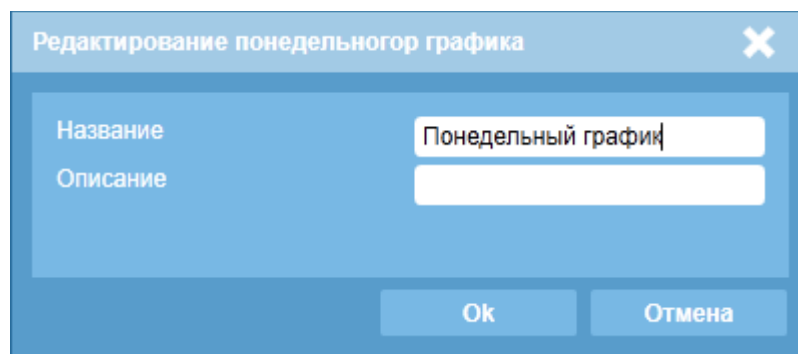 Редактирование понедельногор графика
Название
Понедельный график
Описание
Ok
Отмена